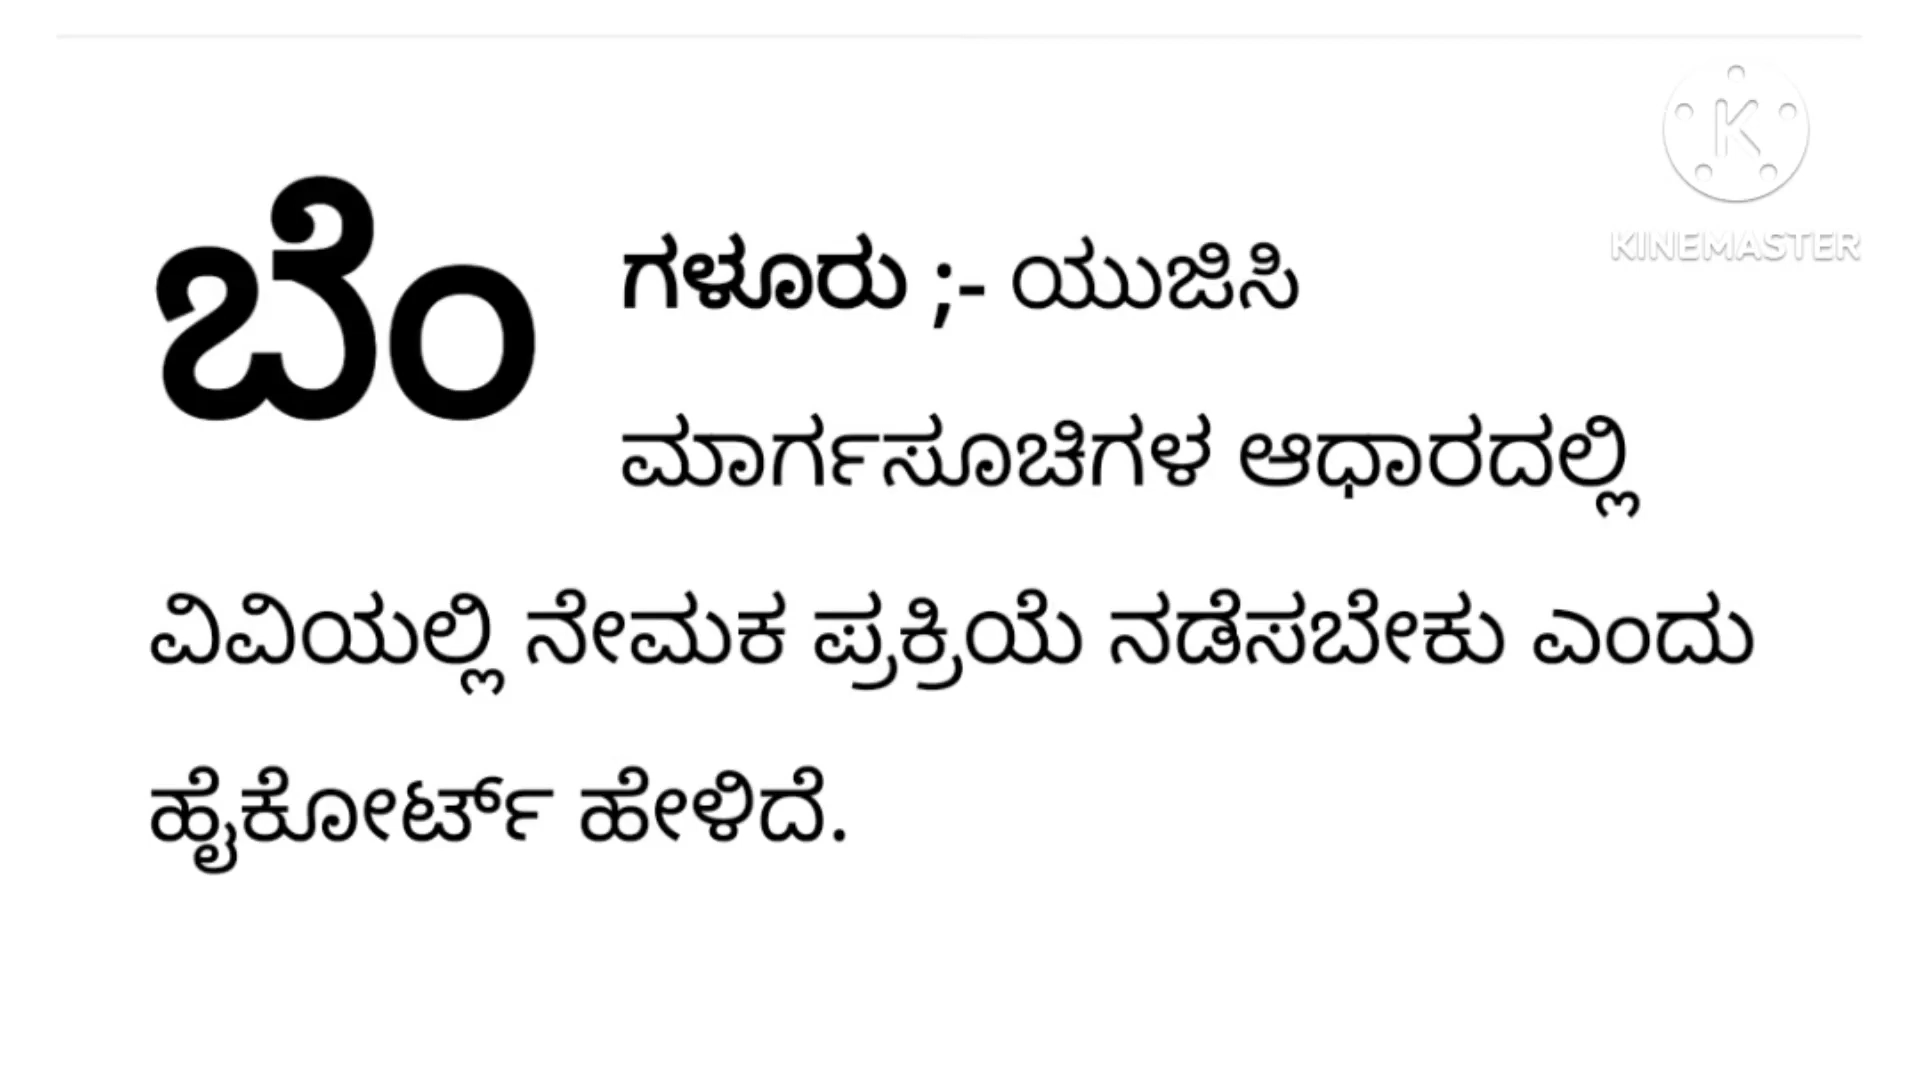 ಬೆಂಗಳೂರು ;- ಯುಜಿಸಿ
ಮಾರ್ಗಸೂಚಿಗಳ ಆಧಾರದಲ್ಲಿ
ವಿವಿಯಲ್ಲಿ ನೇಮಕ ಪ್ರಕ್ರಿಯೆ ನಡೆಸಬೇಕು ಎಂದು
ಹೈಕೋರ್ಟ್ ಹೇಳಿದೆ.
K
KINEMASTER